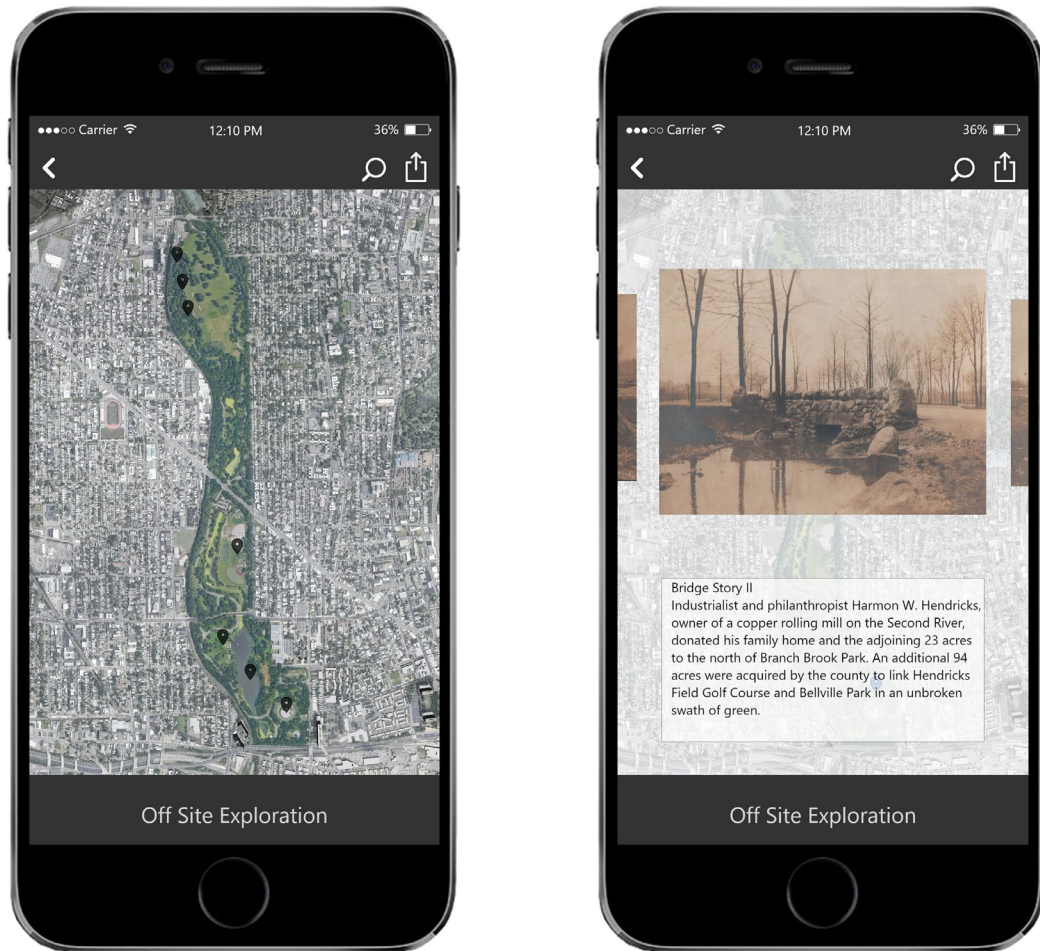 Carrier 12:10 PM 36%
Off Site Exploration
Carrier 12:10 PM 36%
Bridge Story II
Industrialist and philanthropist Harmon W. Hendricks,
owner of a copper rolling mill on the Second River,
donated his family home and the adjoining 23 acres
to the north of Branch Brook Park. An additional 94
acres were acquired by the county to link Hendricks
Field Golf Course and Bellville Park in an unbroken
swath of green.
Off Site Exploration